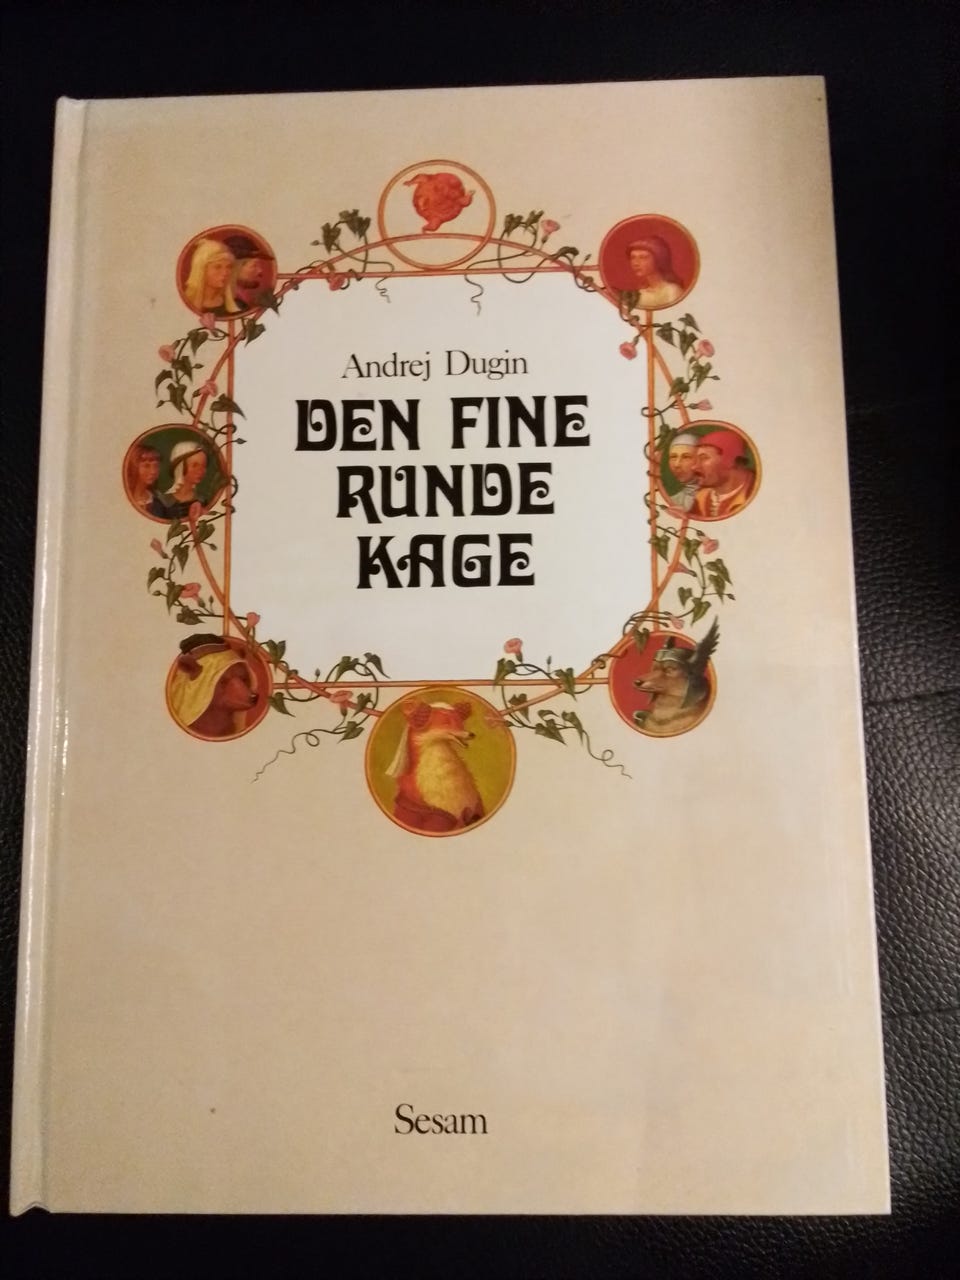 Andrej Dugin
DEN FINE
RUNDE
KAGE
Sesam